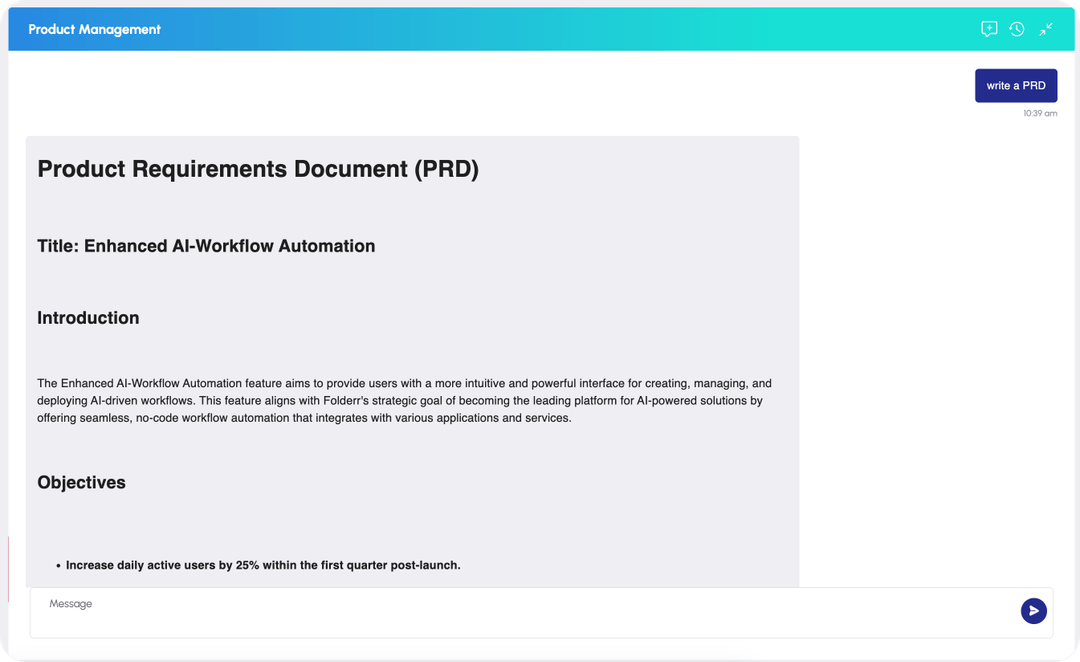 Product Management
write a PRD
10:39 am
Product Requirements Document (PRD)
Title: Enhanced AI-Workflow Automation
Introduction
The Enhanced AI-Workflow Automation feature aims to provide users with a more intuitive and powerful interface for creating, managing, and
deploying AI-driven workflows. This feature aligns with Folderr's strategic goal of becoming the leading platform for AI-powered solutions by
offering seamless, no-code workflow automation that integrates with various applications and services.
Objectives
• Increase daily active users by 25% within the first quarter post-launch.
Message